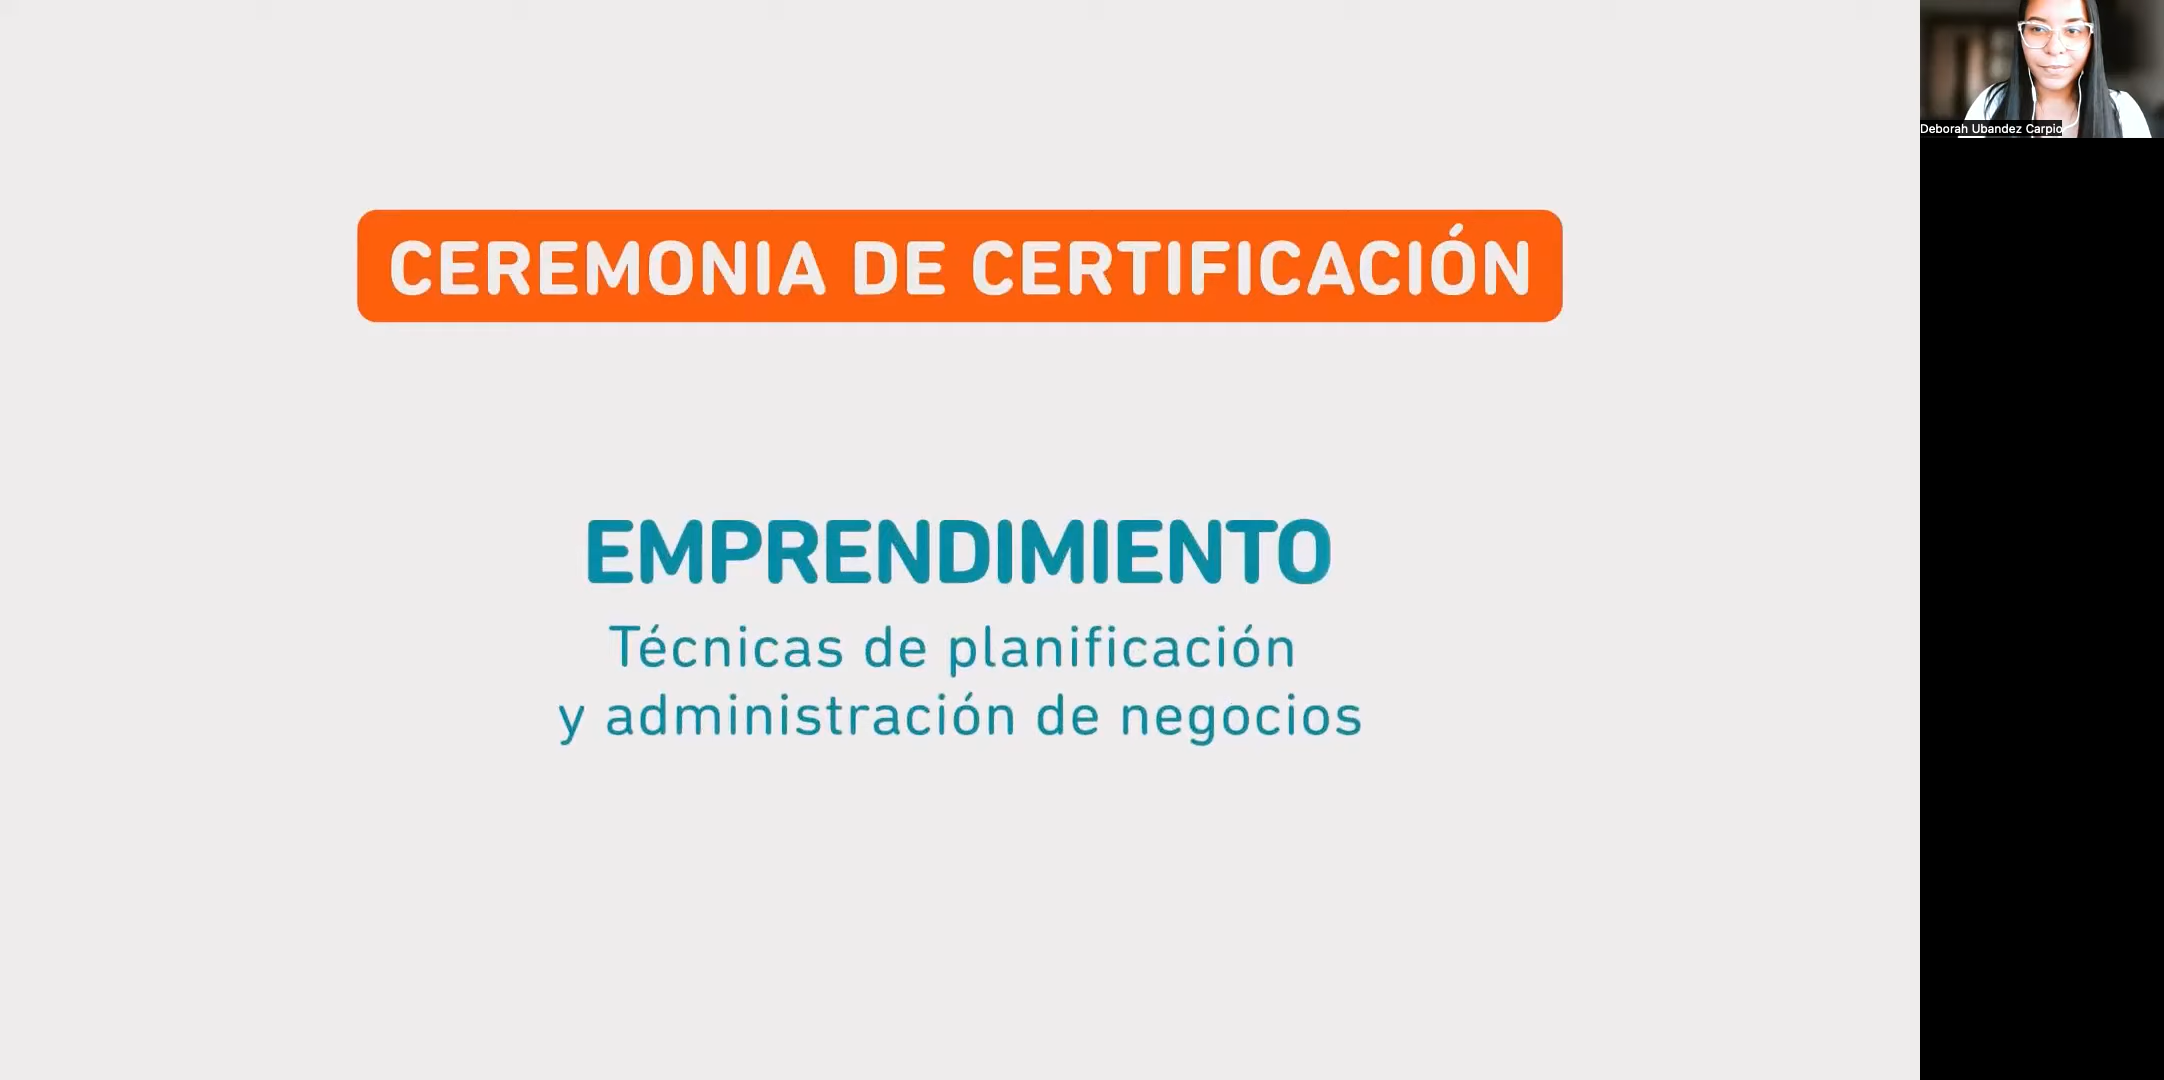 CEREMONIA DE CERTIFICACIÓN
EMPRENDIMIENTO
Técnicas de planificación
y administración de negocios
Deborah Ubandez Carpio